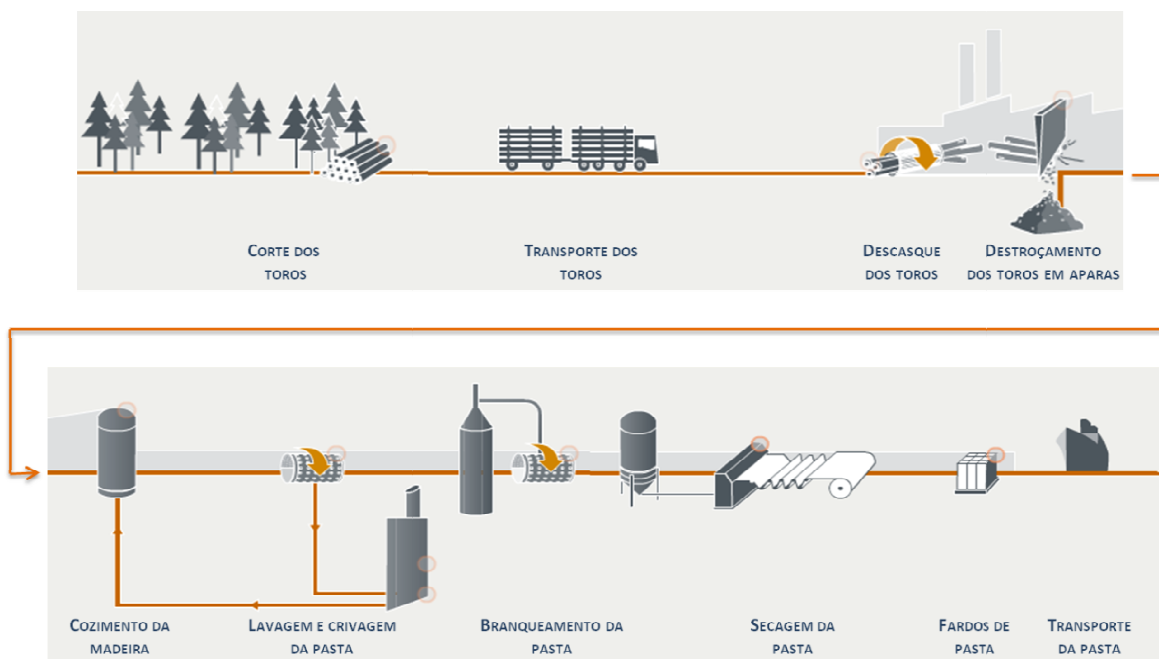 CORTE DOS
TOROS
TRANSPORTE DOS
TOROS
DESCASQUE
DOS TOROS
DESTROÇAMENTO
DOS TOROS EM APARAS
COZIMENTO DA
MADEIRA
LAVAGEM E CRIVAGEM
DA PASTA
BRANQUEAMENTO DA
PASTA
SECAGEM DA
PASTA
FARDOS DE
PASTA
TRANSPORTE
DA PASTA